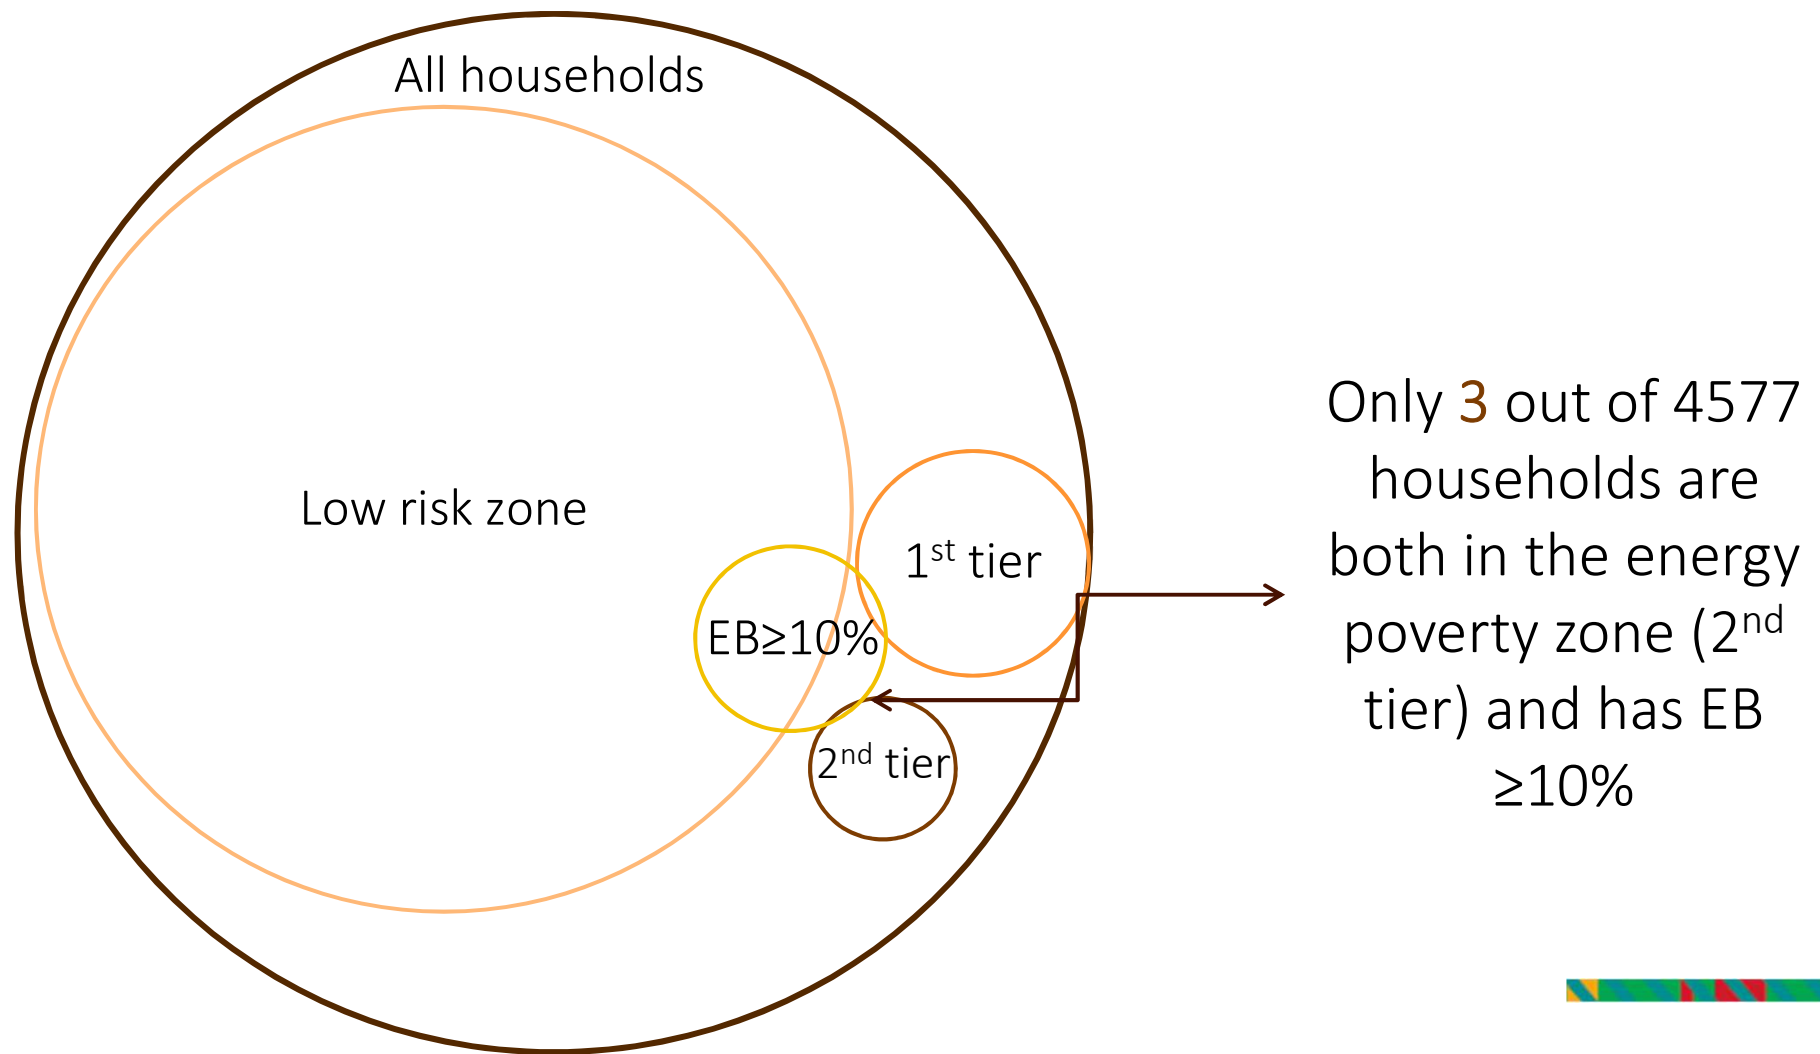 All households
Low risk zone
1st tier
EB≥10%
2nd tier
Only 3 out of 4577
households are
both in the energy
poverty zone (2nd
tier) and has EB
≥10%